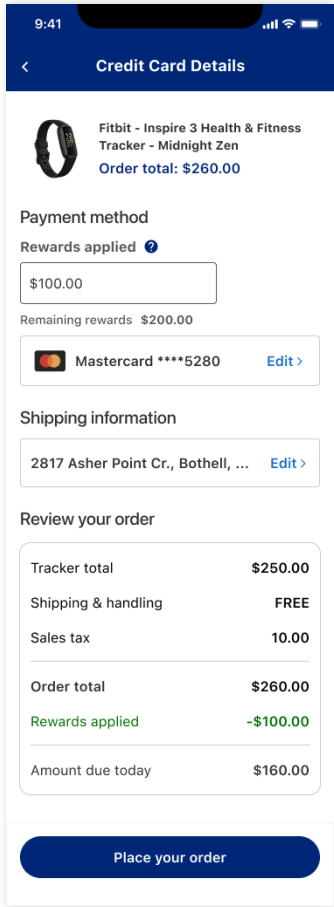 9:41
Credit Card Details
Fitbit - Inspire 3 Health & Fitness
Tracker - Midnight Zen
Order total: $260.00
Payment method
Rewards applied ?
$100.00
Remaining rewards $200.00
Mastercard ****5280 Edit >
Shipping information
2817 Asher Point Cr., Bothell, ... Edit >
Review your order
Tracker total $250.00
Shipping & handling FREE
Sales tax 10.00
Order total $260.00
Rewards applied -$100.00
Amount due today $160.00
Place your order